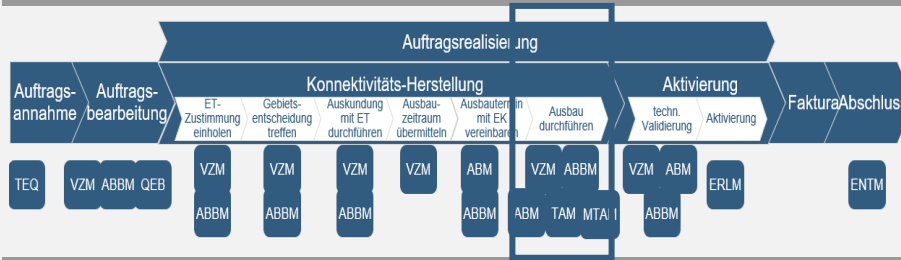 Auftragsrealisierung
Auftrags-
annahme
Auftrags-
bearbeitung
Konnektivitäts-Herstellung
Aktivierung
Faktura
Abschlus
ET-
Zustimmung
einholen
Gebiets-
entscheidung
treffen
Auskundung
mit ET
durchführen
Ausbau-
zeitraum
übermitteln
Ausbautermin
mit EK
vereinbaren
Ausbau
durchführen
techn.
Validierung
Aktivierung
TEQ
VZM ABBM QEB
VZM
ABBM
VZM
ABBM
VZM
ABBM
VZM
ABM
ABBM
VZM ABBM
ABM TAM MTAM
VZM ABM
ABBM
ERLM
ENTM